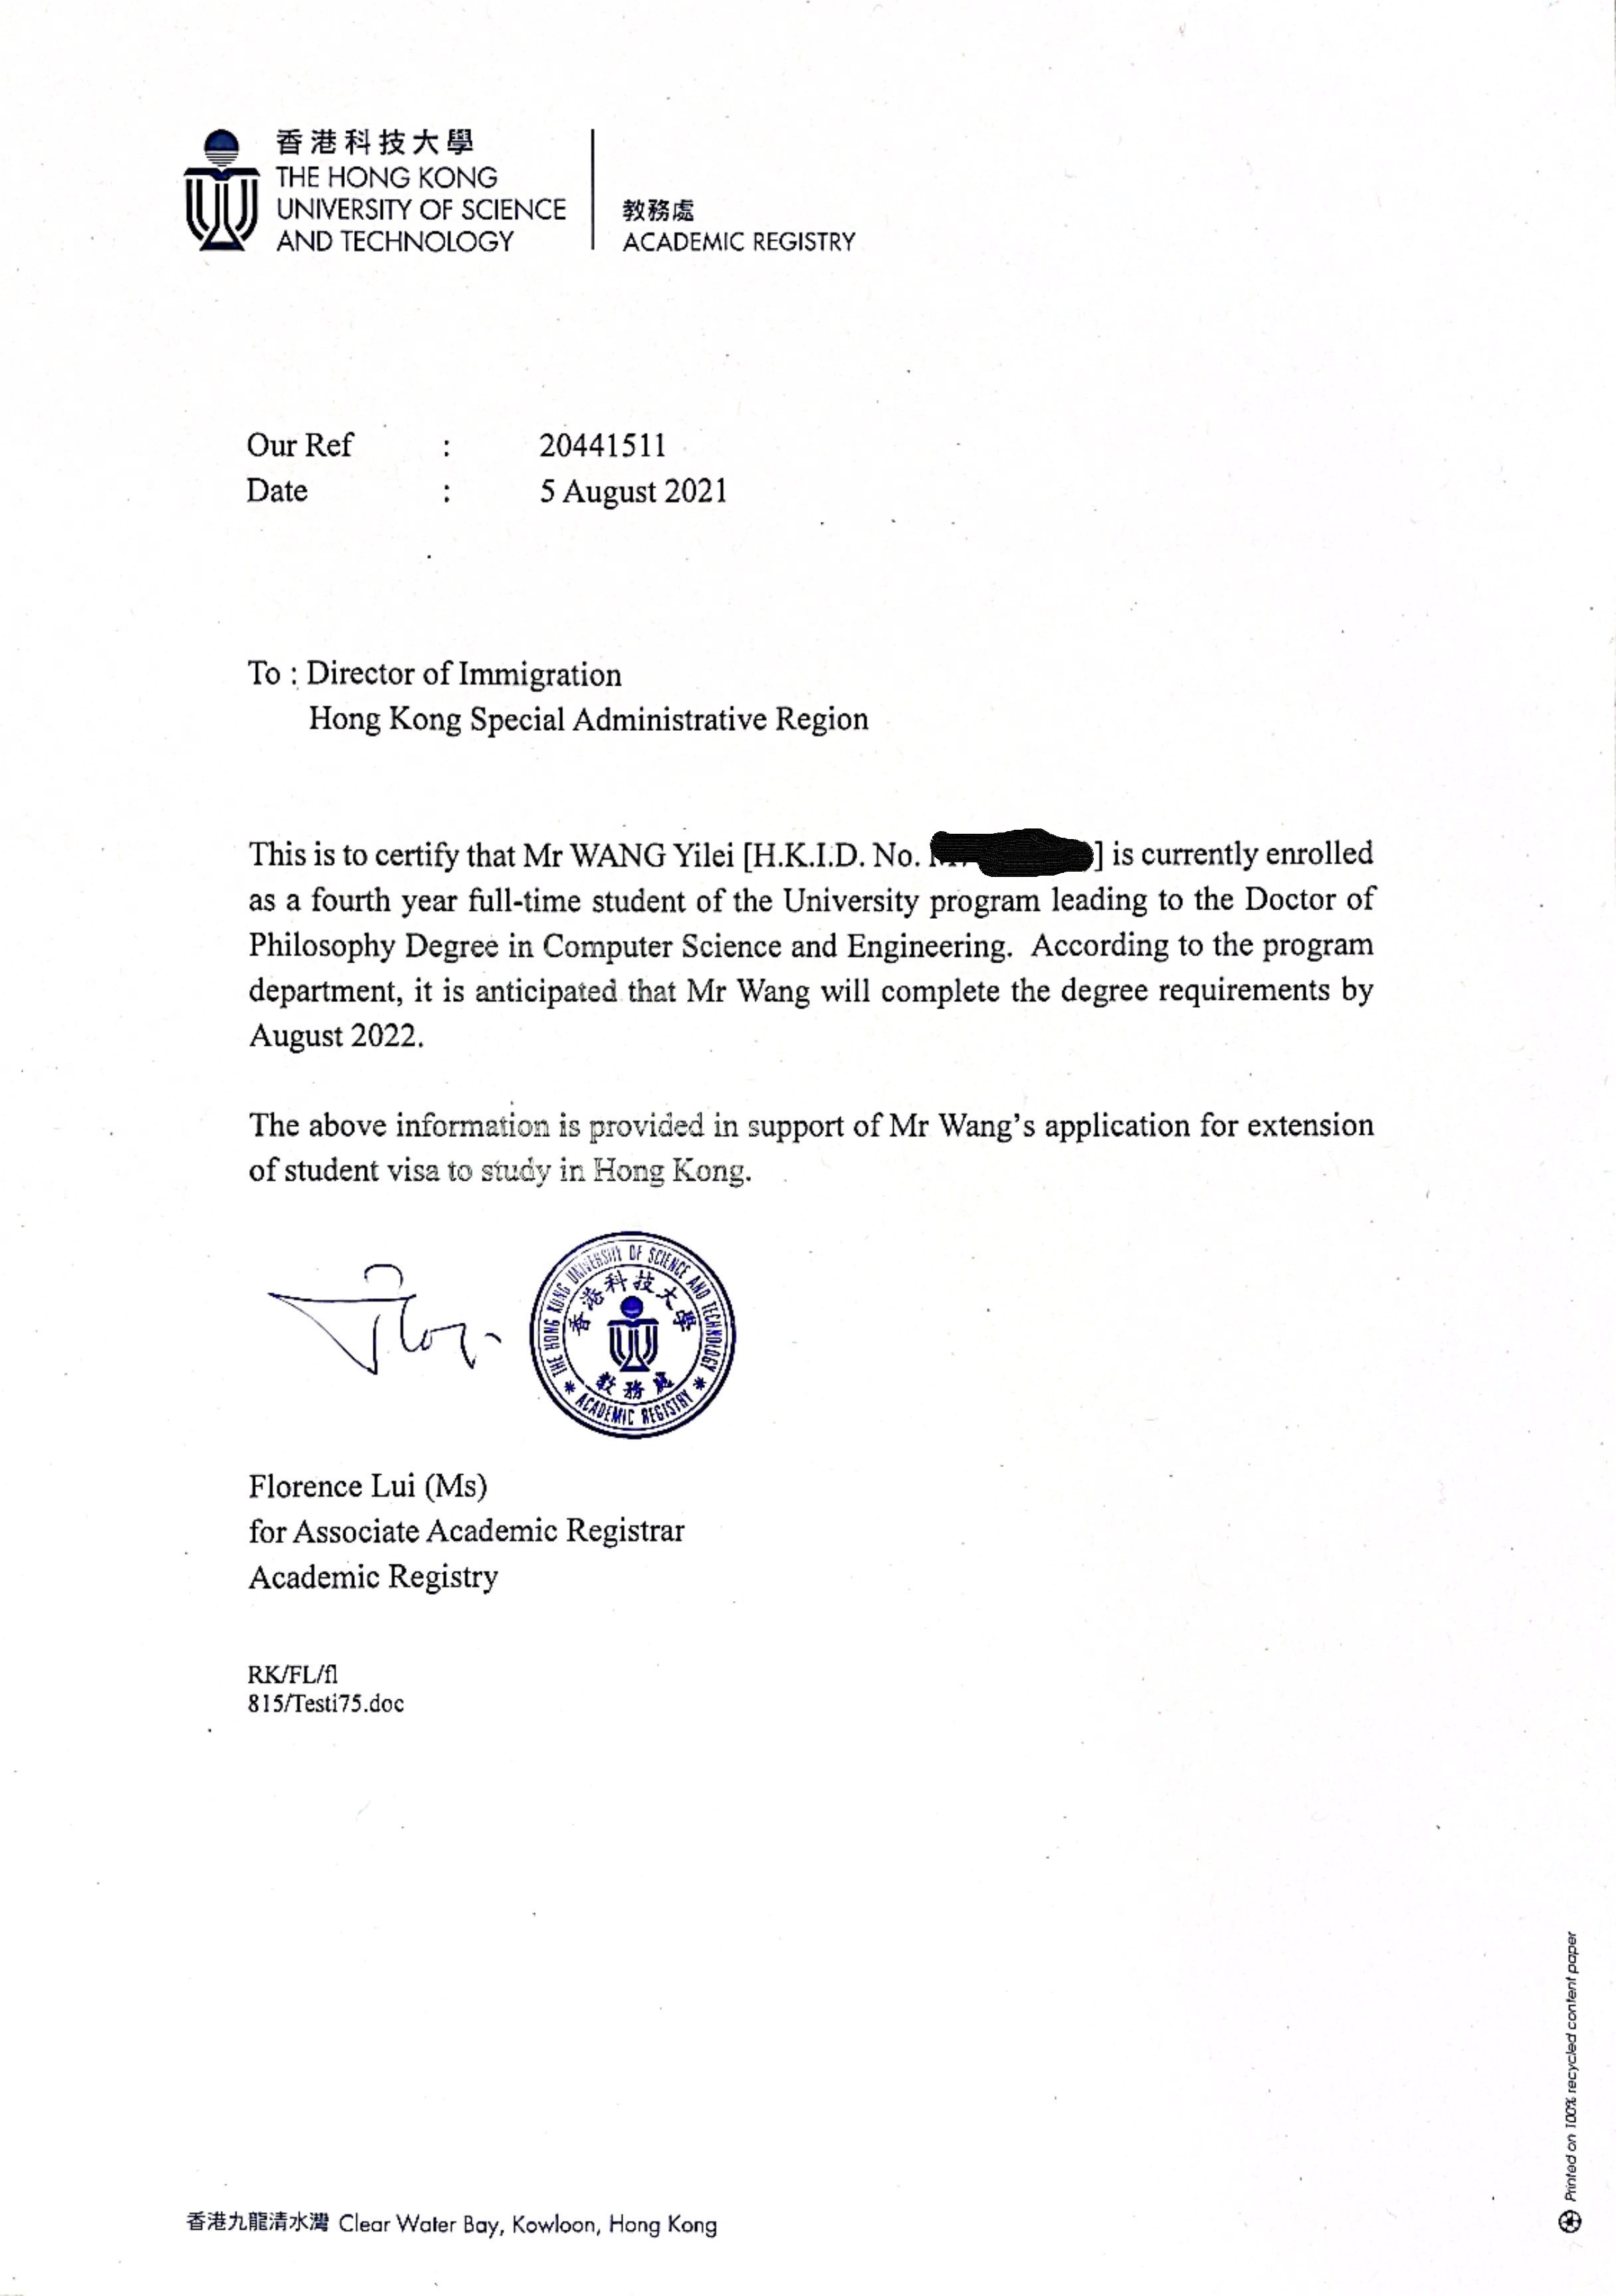 香港科技大學
THE HONG KONG
UNIVERSITY OF SCIENCE
AND TECHNOLOGY
教務處
ACADEMIC REGISTRY
Our Ref : 20441511
Date : 5 August 2021
To : Director of Immigration
Hong Kong Special Administrative Region
This is to certify that Mr WANG Yilei [H.K.I.D. No. ] is currently enrolled
as a fourth year full-time student of the University program leading to the Doctor of
Philosophy Degree in Computer Science and Engineering. According to the program
department, it is anticipated that Mr Wang will complete the degree requirements by
August 2022.
The above information is provided in support of Mr Wang's application for extension
of student visa to study in Hong Kong.
THE HONG KONG UNIVERSITY OF SCIENCE AND TECHNOLOGY
香港科技大學
教務處
* ACADEMIC REGISTRY *
Florence Lui (Ms)
for Associate Academic Registrar
Academic Registry
RK/FL/fl
815/Testi75.doc
Printed on 100% recycled content paper
香港九龍清水灣 Clear Water Bay, Kowloon, Hong Kong